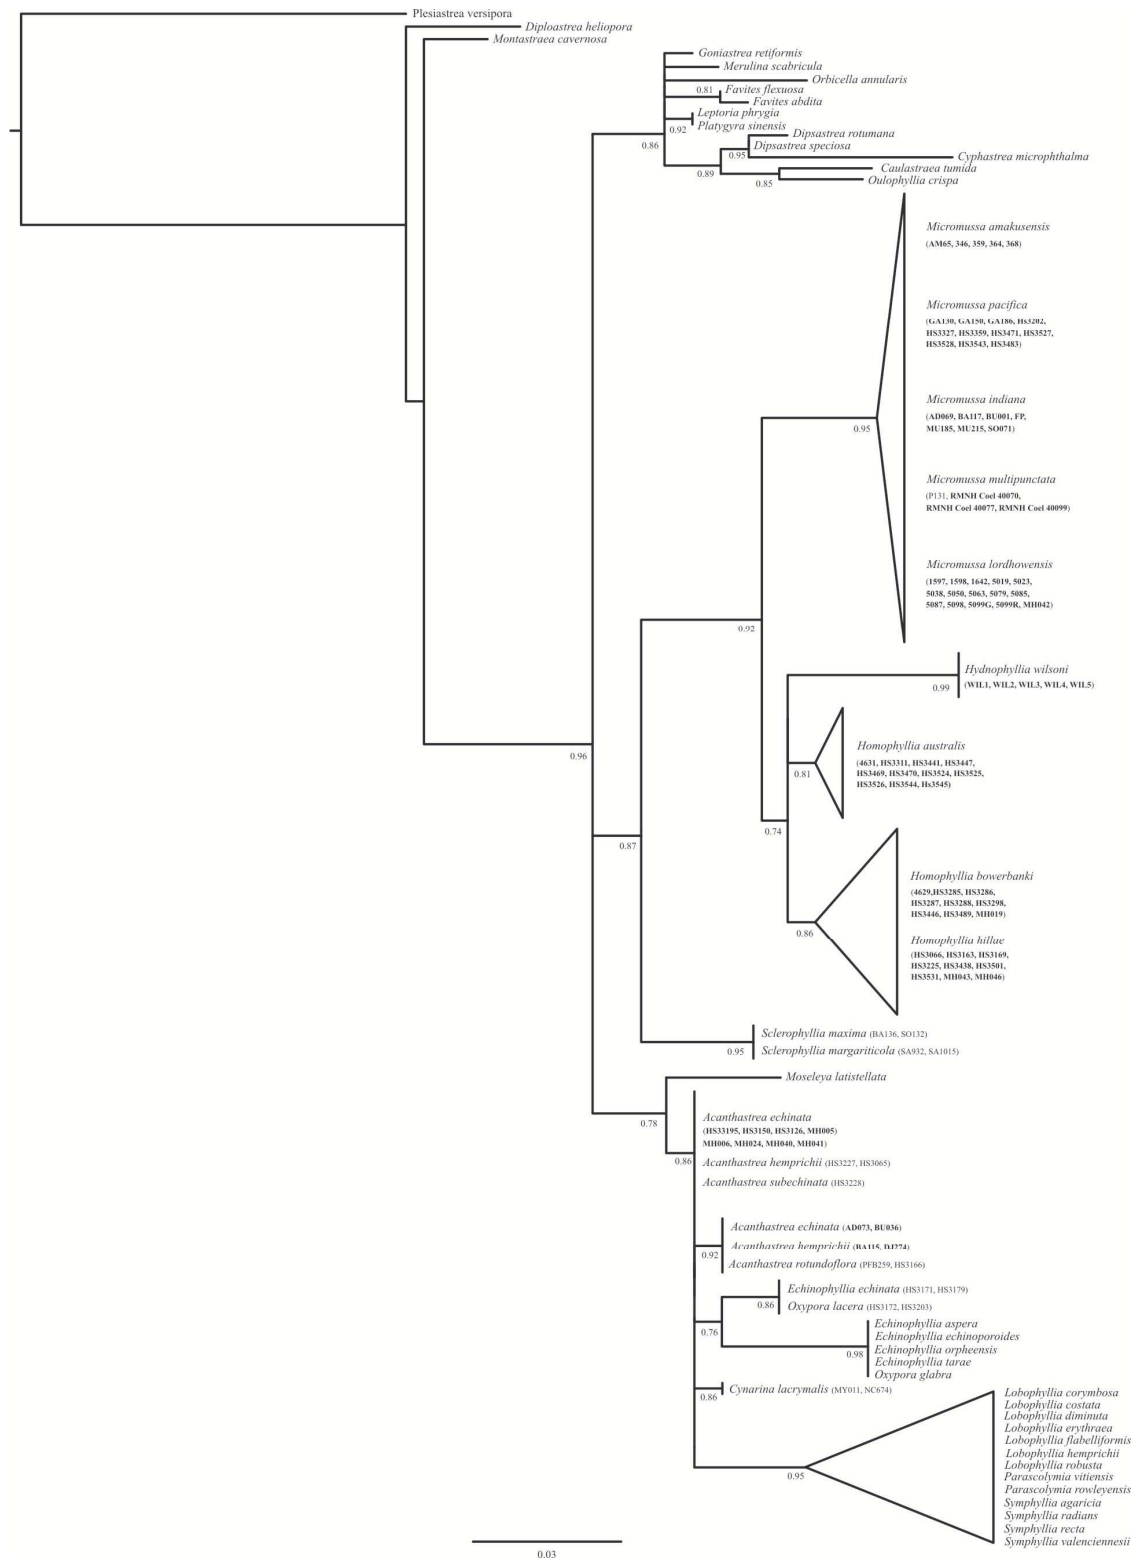 Plesiastrea versipora
Diploastrea heliopora
Montastraea cavernosa
Goniastrea retiformis
Merulina scabricula
Orbicella annularis
0.81
Favites flexuosa
Favites abdita
Leptoria phrygia
0.92
Platygyra sinensis
Dipsastrea rotumana
0.86
Dipsastrea speciosa
0.95
Cyphastrea microphthalma
Caulastraea tumida
0.89
0.85
Oulophyllia crispa
Micromussa amakusensis
(AM65, 346, 359, 364, 368)
Micromussa pacifica
(GA130, GA150, GA186, Hs3202,
HS3327, HS3359, HS3471, HS3527,
HS3528, HS3543, HS3483)
Micromussa indiana
(AD069, BA117, BU001, FP,
MU185, MU215, SO071)
0.95
Micromussa multipunctata
(P131, RMNH Coel 40070,
RMNH Coel 40077, RMNH Coel 40099)
Micromussa lordhowensis
(1597, 1598, 1642, 5019, 5023,
5038, 5050, 5063, 5079, 5085,
5087, 5098, 5099G, 5099R, MH042)
0.92
Hydnophyllia wilsoni
0.99
(WIL1, WIL2, WIL3, WIL4, WIL5)
Homophyllia australis
0.96
(4631, HS3311, HS3441, HS3447,
0.81
HS3469, HS3470, HS3524, HS3525,
HS3526, HS3544, Hs3545)
0.74
0.87
Homophyllia bowerbanki
(4629,HS3285, HS3286,
HS3287, HS3288, HS3298,
HS3446, HS3489, MH019)
0.86
Homophyllia hillae
(HS3066, HS3163, HS3169,
HS3225, HS3438, HS3501,
HS3531, MH043, MH046)
Sclerophyllia maxima (BA136, SO132)
0.95
Sclerophyllia margariticola (SA932, SA1015)
Moseleya latistellata
Acanthastrea echinata
0.78
(HS33195, HS3150, HS3126, MH005)
MH006, MH024, MH040, MH041)
0.86
Acanthastrea hemprichii (HS3227, HS3065)
Acanthastrea subechinata (HS3228)
Acanthastrea echinata (AD073, BU036)
Acanthastrea hemprichii (BA115, DJ274)
0.92
Acanthastrea rotundoflora (PFB259, HS3166)
Echinophyllia echinata (HS3171, HS3179)
0.86
Oxypora lacera (HS3172, HS3203)
Echinophyllia aspera
0.76
Echinophyllia echinoporoides
Echinophyllia orpheensis
0.98
Echinophyllia tarae
Oxypora glabra
Cynarina lacrymalis (MY011, NC674)
0.86
Lobophyllia corymbosa
Lobophyllia costata
Lobophyllia diminuta
Lobophyllia erythraea
Lobophyllia flabelliformis
Lobophyllia hemprichii
Lobophyllia robusta
0.95
Parascolymia vitiensis
Parascolymia rowleyensis
Symphyllia agaricia
Symphyllia radians
Symphyllia recta
Symphyllia valenciennesii
0.03